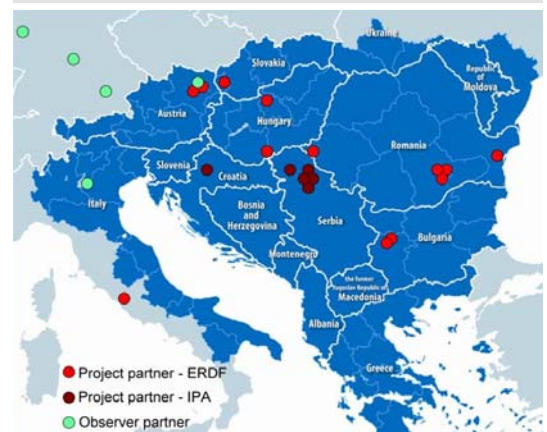 Ukraine
Slovakia
Republic
of
Moldova
Austria
Hungary
Romania
Slovenia
Croatia
Italy
Bosnia
and
Herzegovina
Serbia
Bulgaria
Montenegro
the former
Yugoslav Republic of
Macedonia
Albania
Greece
Project partner - ERDF
Project partner - IPA
Observer partner